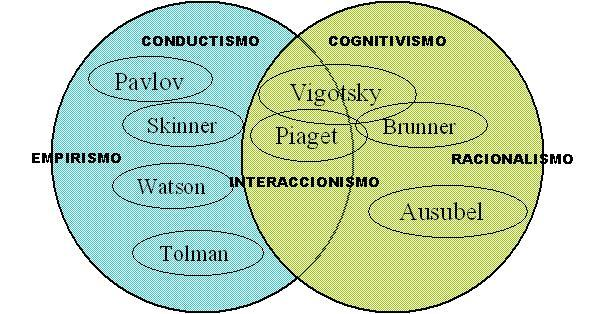 CONDUCTISMO
COGNITIVISMO
Pavlov
Vigotsky
Skinner
Piaget
Brunner
EMPIRISMO
RACIONALISMO
Watson
INTERACCIONISMO
Ausubel
Tolman